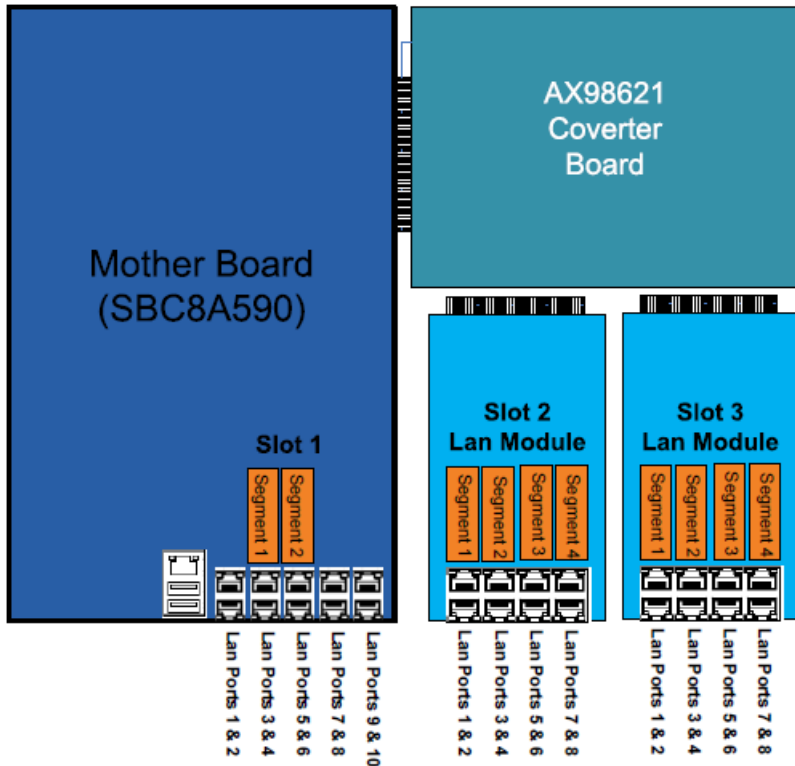 AX98621
Coverter
Board
Mother Board
(SBC8A590)
Slot 1
Segment 1
Segment 2
Slot 2
Lan Module
Segment 1
Segment 2
Segment 3
Segment 4
Slot 3
Lan Module
Segment 1
Segment 2
Segment 3
Segment 4
Lan Ports 1 & 2
Lan Ports 3 & 4
Lan Ports 5 & 6
Lan Ports 7 & 8
Lan Ports 9 & 10
Lan Ports 1 & 2
Lan Ports 3 & 4
Lan Ports 5 & 6
Lan Ports 7 & 8
Lan Ports 1 & 2
Lan Ports 3 & 4
Lan Ports 5 & 6
Lan Ports 7 & 8